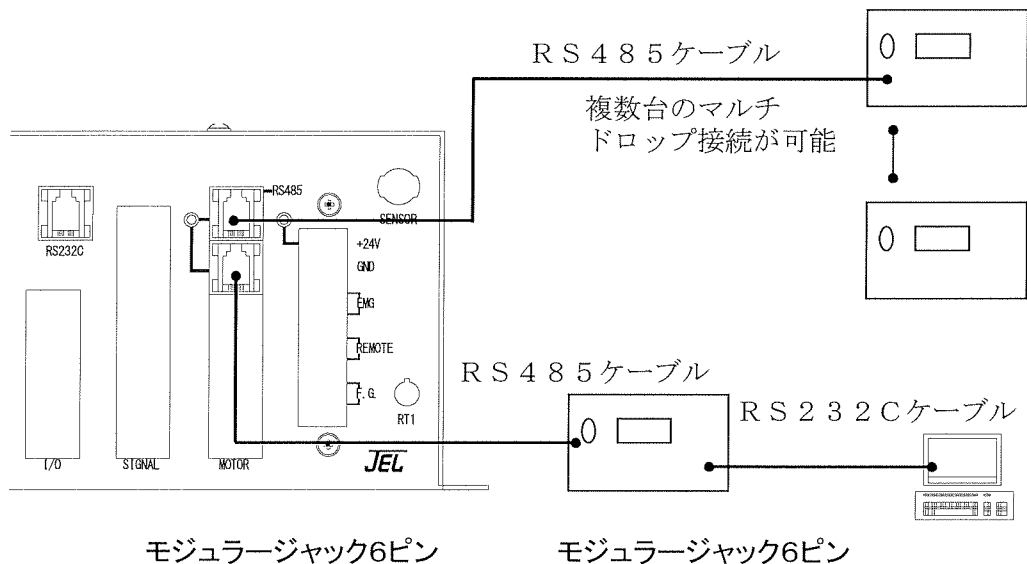 RS485ケーブル
複数台のマルチ
ドロップ接続が可能
RS485
SENSOR
RS232C
+24V
GND
EMG
REMOTE
F.G.
RT1
I/O
SIGNAL
MOTOR
JEL
RS485ケーブル
RS232Cケーブル
モジュラージャック6ピン
モジュラージャック6ピン